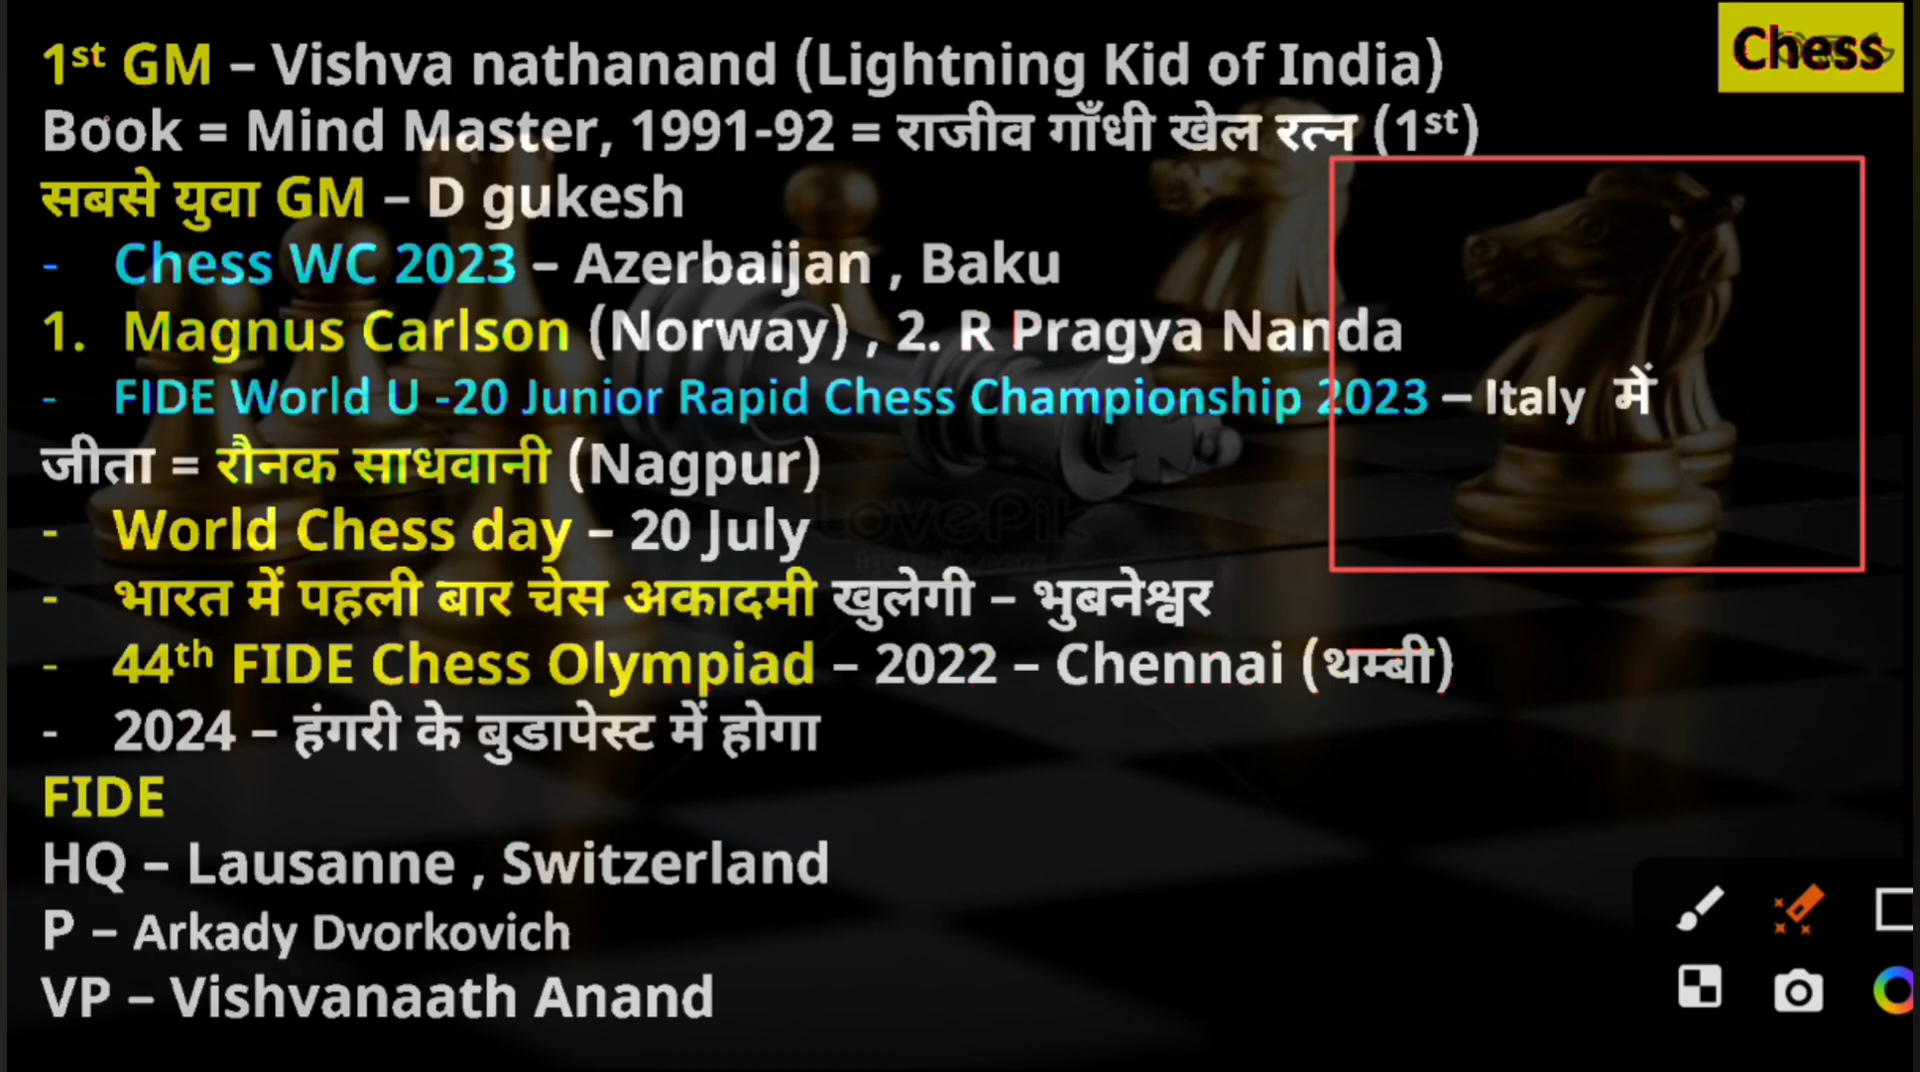 Chess
1st GM – Vishva nathanand (Lightning Kid of India)
Book = Mind Master, 1991-92 = राजीव गाँधी खेल रत्न (1st)
सबसे युवा GM – D gukesh
- Chess WC 2023 – Azerbaijan , Baku
1. Magnus Carlson (Norway) , 2. R Pragya Nanda
- FIDE World U -20 Junior Rapid Chess Championship 2023 – Italy में
जीता = रौनक साधवानी (Nagpur)
- World Chess day – 20 July
- भारत में पहली बार चेस अकादमी खुलेगी – भुबनेश्वर
- 44th FIDE Chess Olympiad – 2022 – Chennai (थम्बी)
- 2024 – हंगरी के बुडापेस्ट में होगा
FIDE
HQ – Lausanne , Switzerland
P – Arkady Dvorkovich
VP – Vishvanaath Anand
LovePik